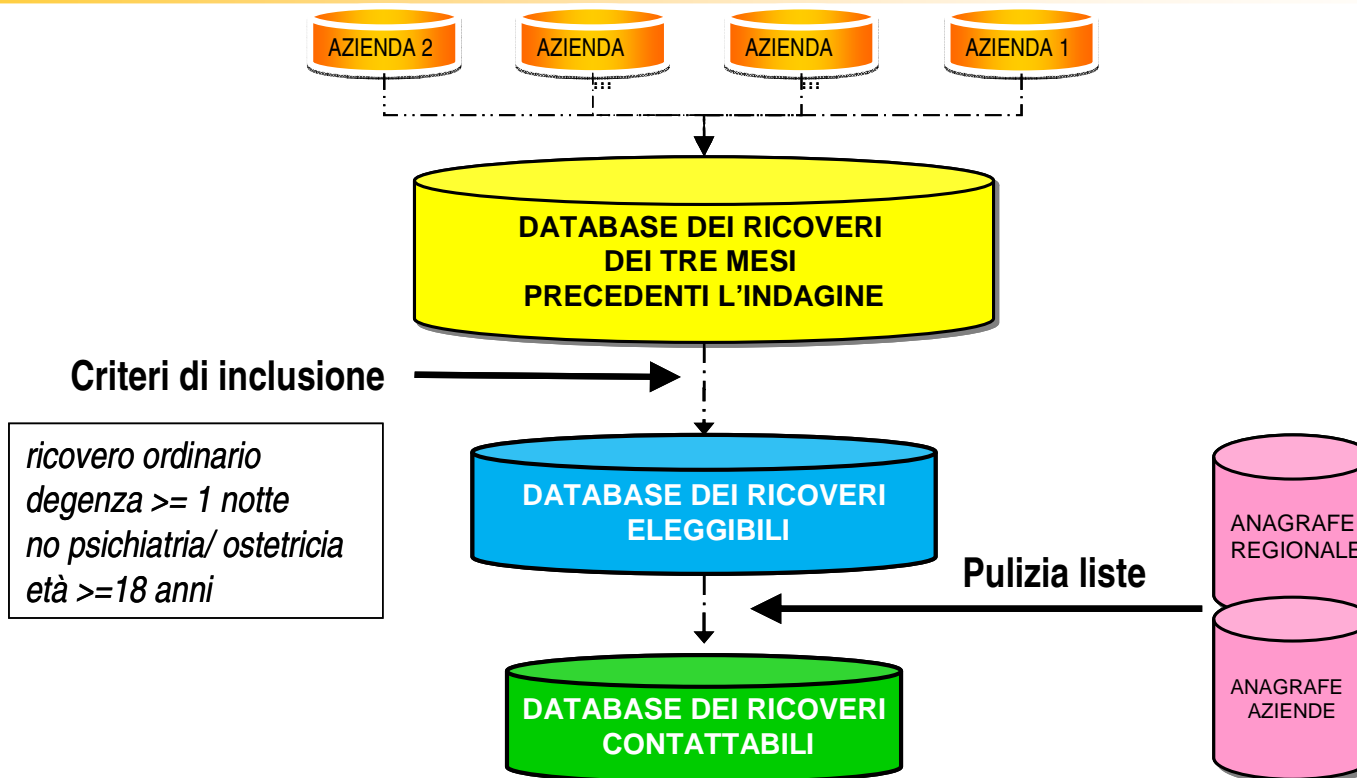 AZIENDA 2
AZIENDA
...
AZIENDA
...
AZIENDA 1
DATABASE DEI RICOVERI
DEI TRE MESI
PRECEDENTI L'INDAGINE
Criteri di inclusione
ricovero ordinario
degenza >= 1 notte
no psichiatria/ ostetricia
età >=18 anni
DATABASE DEI RICOVERI
ELEGGIBILI
ANAGRAFE
REGIONALE
Pulizia liste
ANAGRAFE
AZIENDE
DATABASE DEI RICOVERI
CONTATTABILI